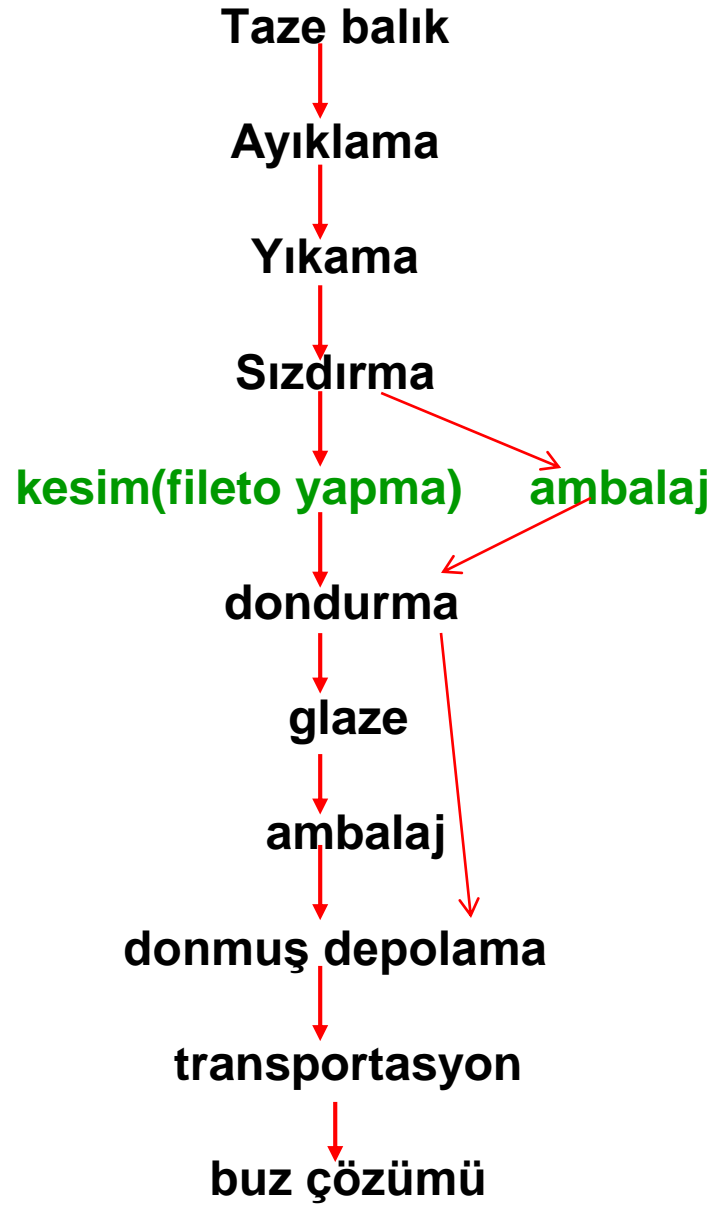 Taze balık
Ayıklama
Yıkama
Sızdırma
kesim(fileto yapma) ambalaj
dondurma
glaze
ambalaj
donmuş depolama
transportasyon
buz çözümü